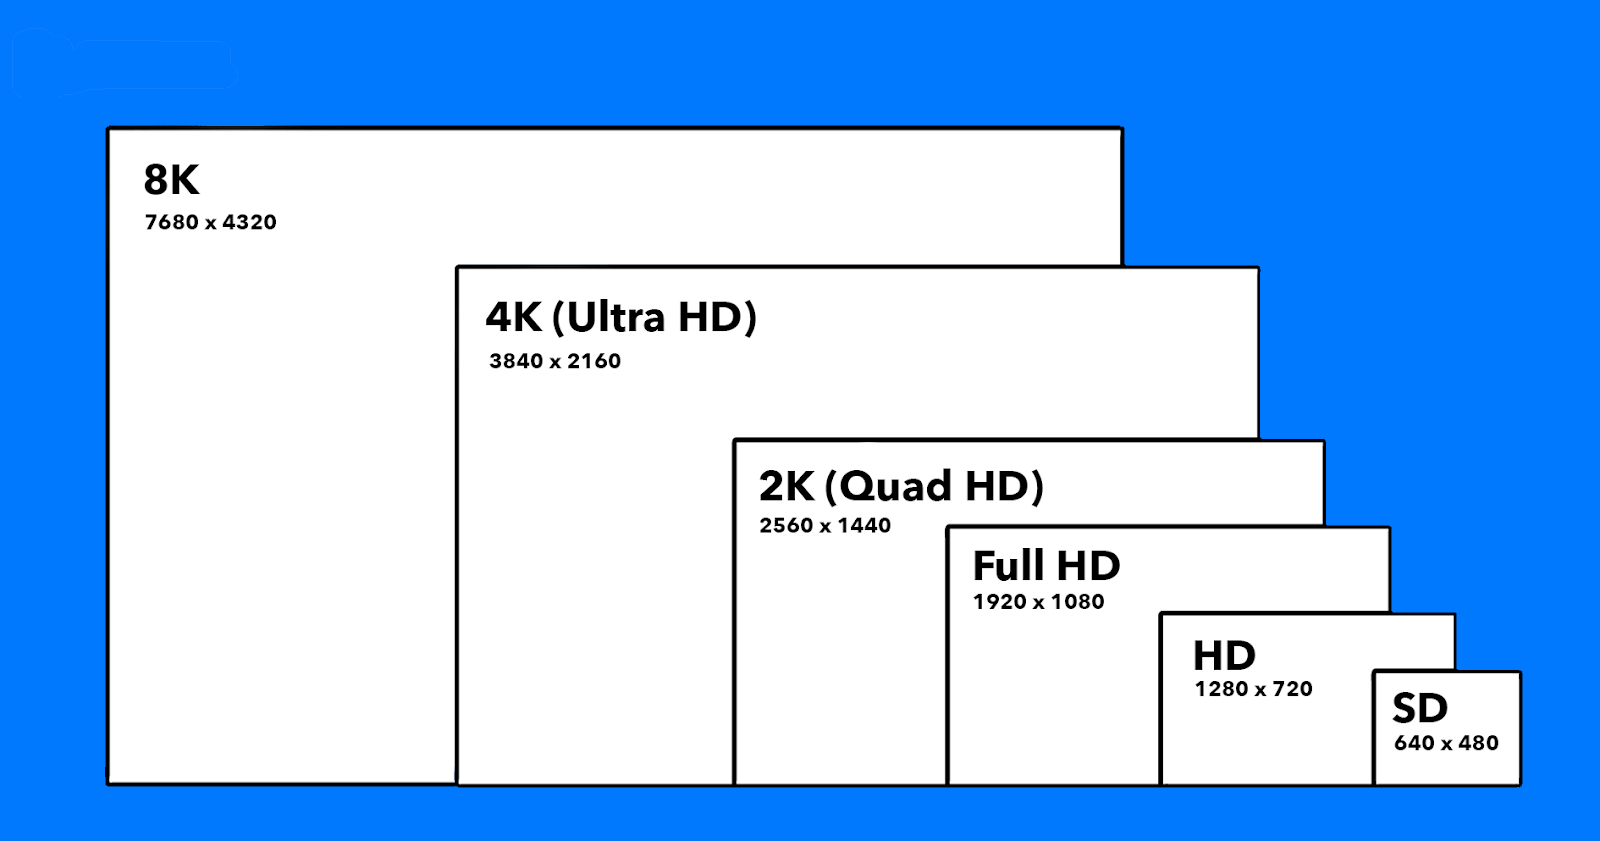 8K
7680 x 4320
4K (Ultra HD)
3840 x 2160
2K (Quad HD)
2560 x 1440
Full HD
1920 x 1080
HD
1280 x 720
SD
640 x 480